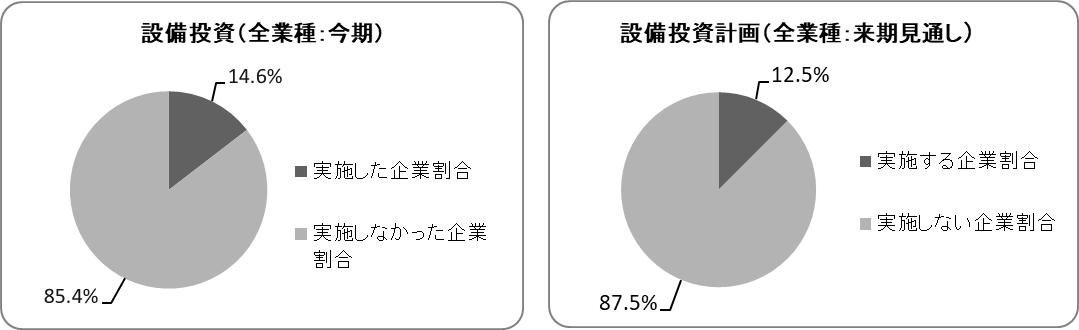 設備投資(全業種:今期)
14.6%
■実施した企業割合
■実施しなかった企業
割合
85.4%
設備投資計画(全業種:来期見通し)
12.5%
■実施する企業割合
■実施しない企業割合
87.5%